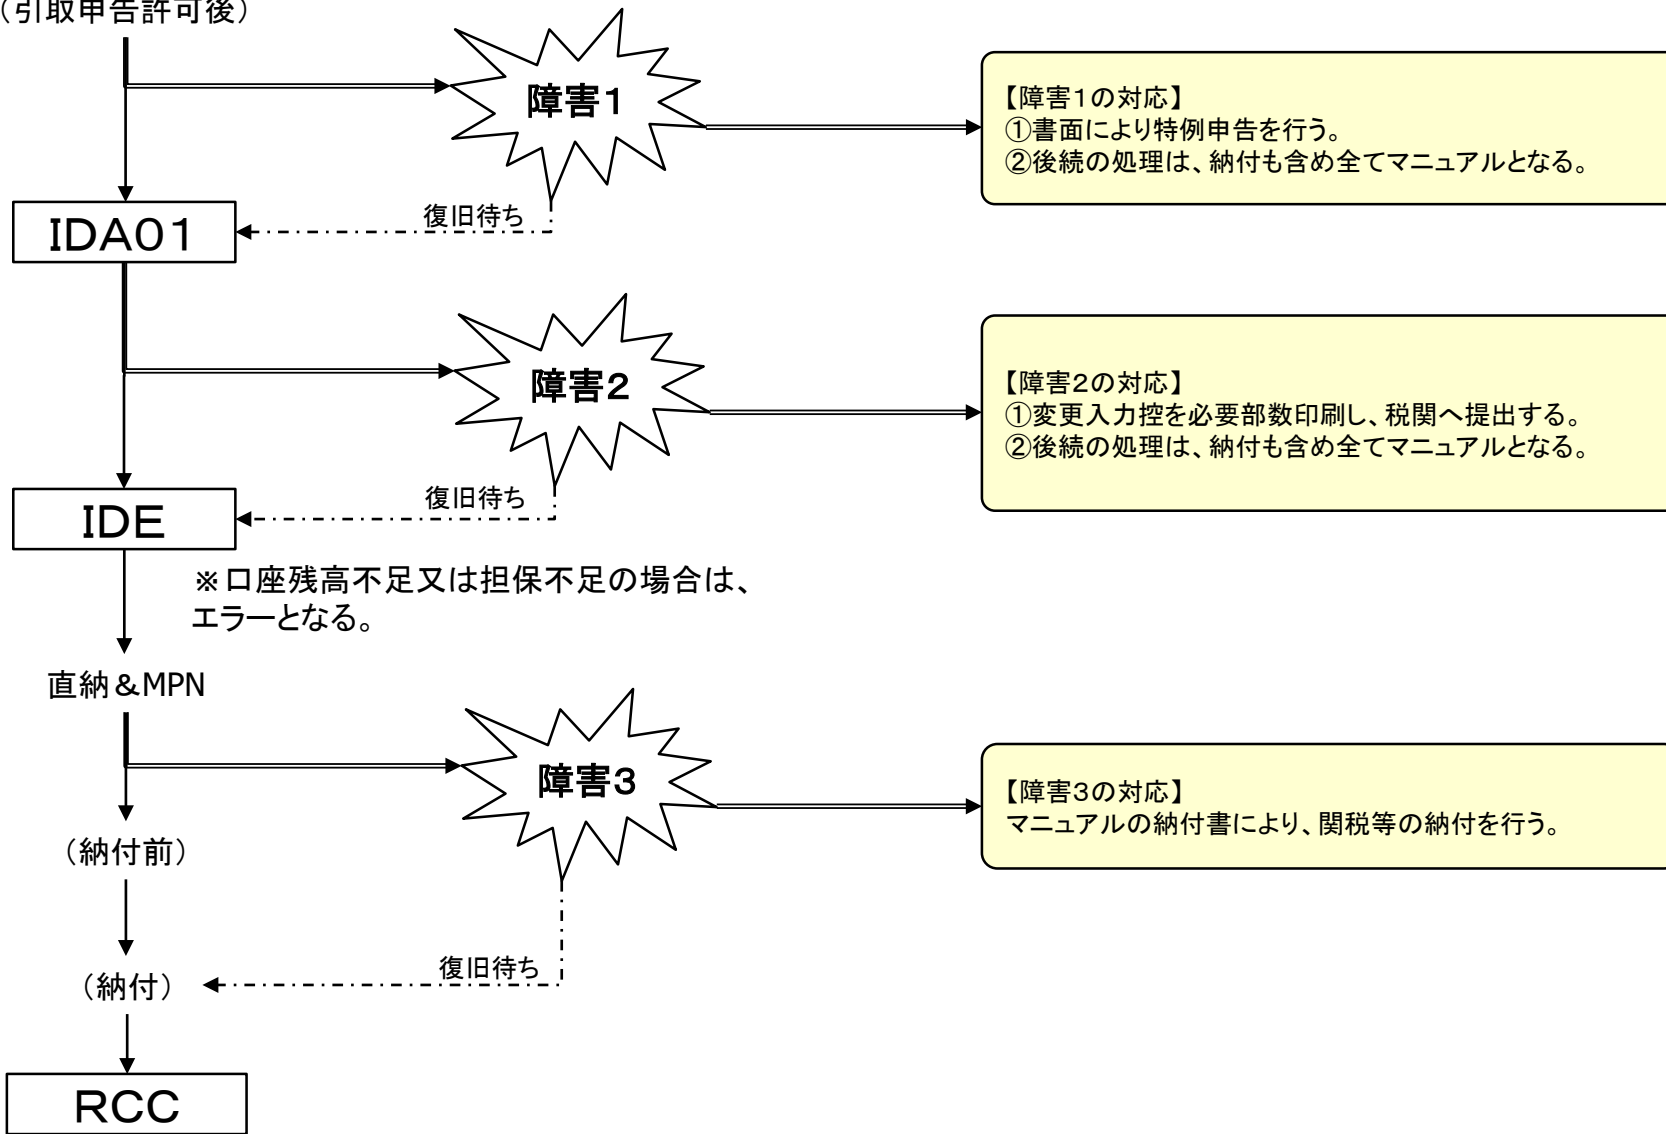 （引取申告許可後）
障害１
【障害１の対応】
①書面により特例申告を行う。
②後続の処理は、納付も含め全てマニュアルとなる。
復旧待ち
ＩＤＡ０１
障害２
【障害２の対応】
①変更入力控を必要部数印刷し、税関へ提出する。
②後続の処理は、納付も含め全てマニュアルとなる。
復旧待ち
ＩＤＥ
※口座残高不足又は担保不足の場合は、
エラーとなる。
直納＆MPN
障害３
【障害３の対応】
マニュアルの納付書により、関税等の納付を行う。
（納付前）
復旧待ち
（納付）
ＲＣＣ